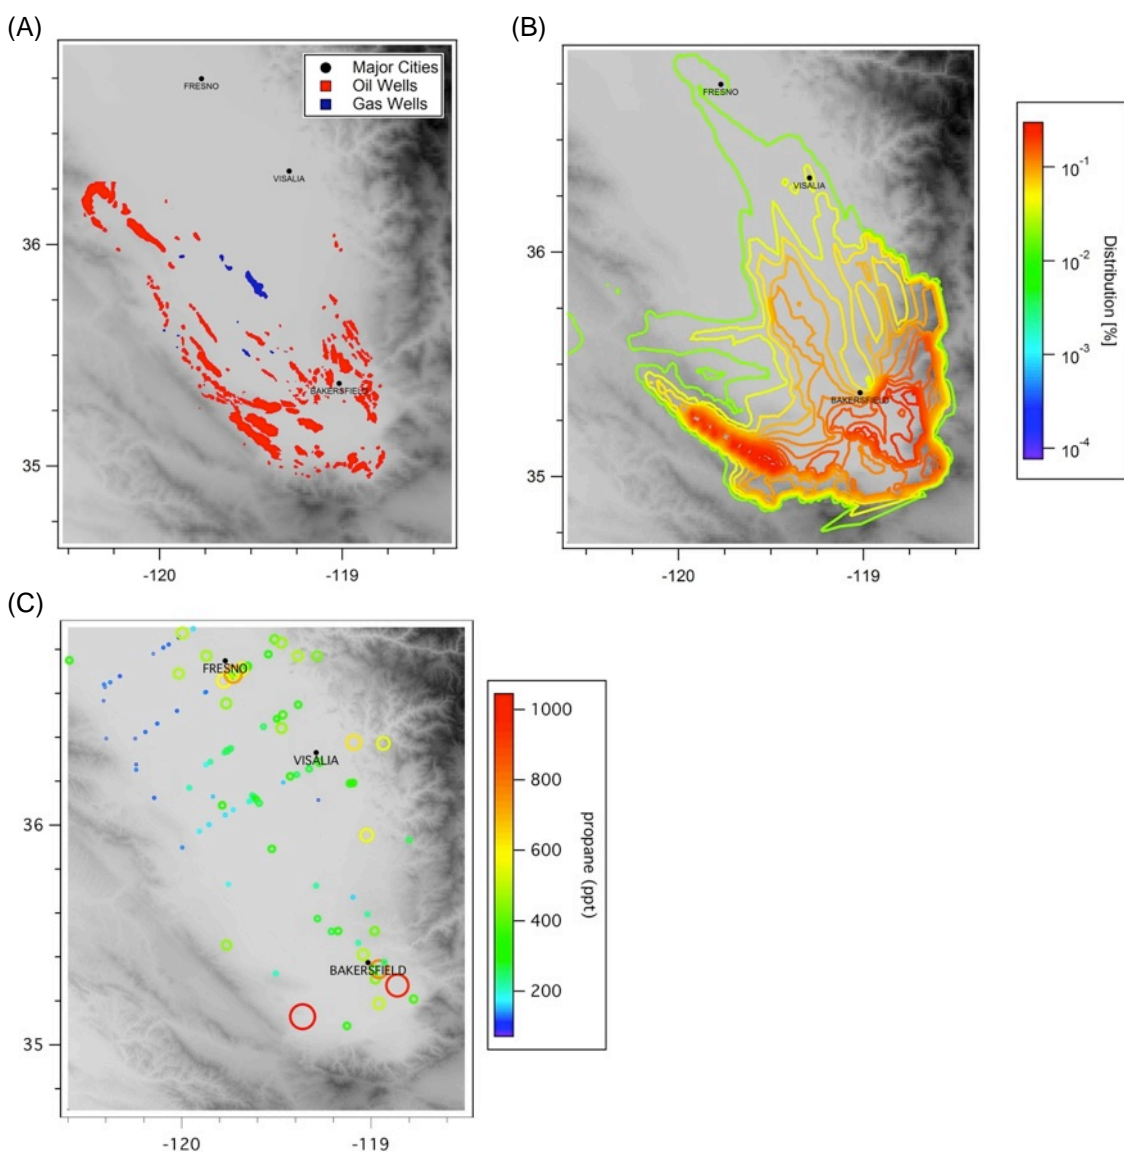 (A)
Major Cities
Oil Wells
Gas Wells
FRESNO
VISALIA
36
BAKERSFIELD
35
-120
-119
(B)
FRESNO
VISALIA
36
BAKERSFIELD
35
-120
-119
10-1
10-2
10-3
10-4
Distribution [%]
(C)
FRESNO
VISALIA
36
BAKERSFIELD
35
-120
-119
1000
800
600
400
200
propane (ppt)